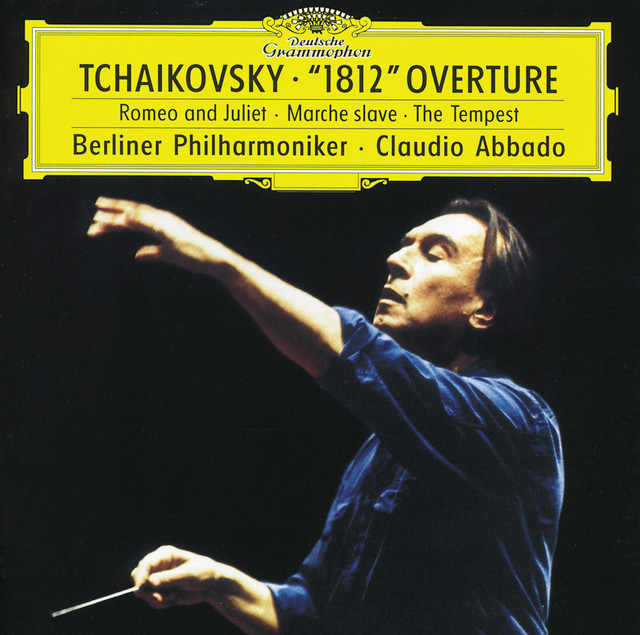 Deutsche
Grammophon
TCHAIKOVSKY · “1812” OVERTURE
Romeo and Juliet · Marche slave · The Tempest
Berliner Philharmoniker · Claudio Abbado